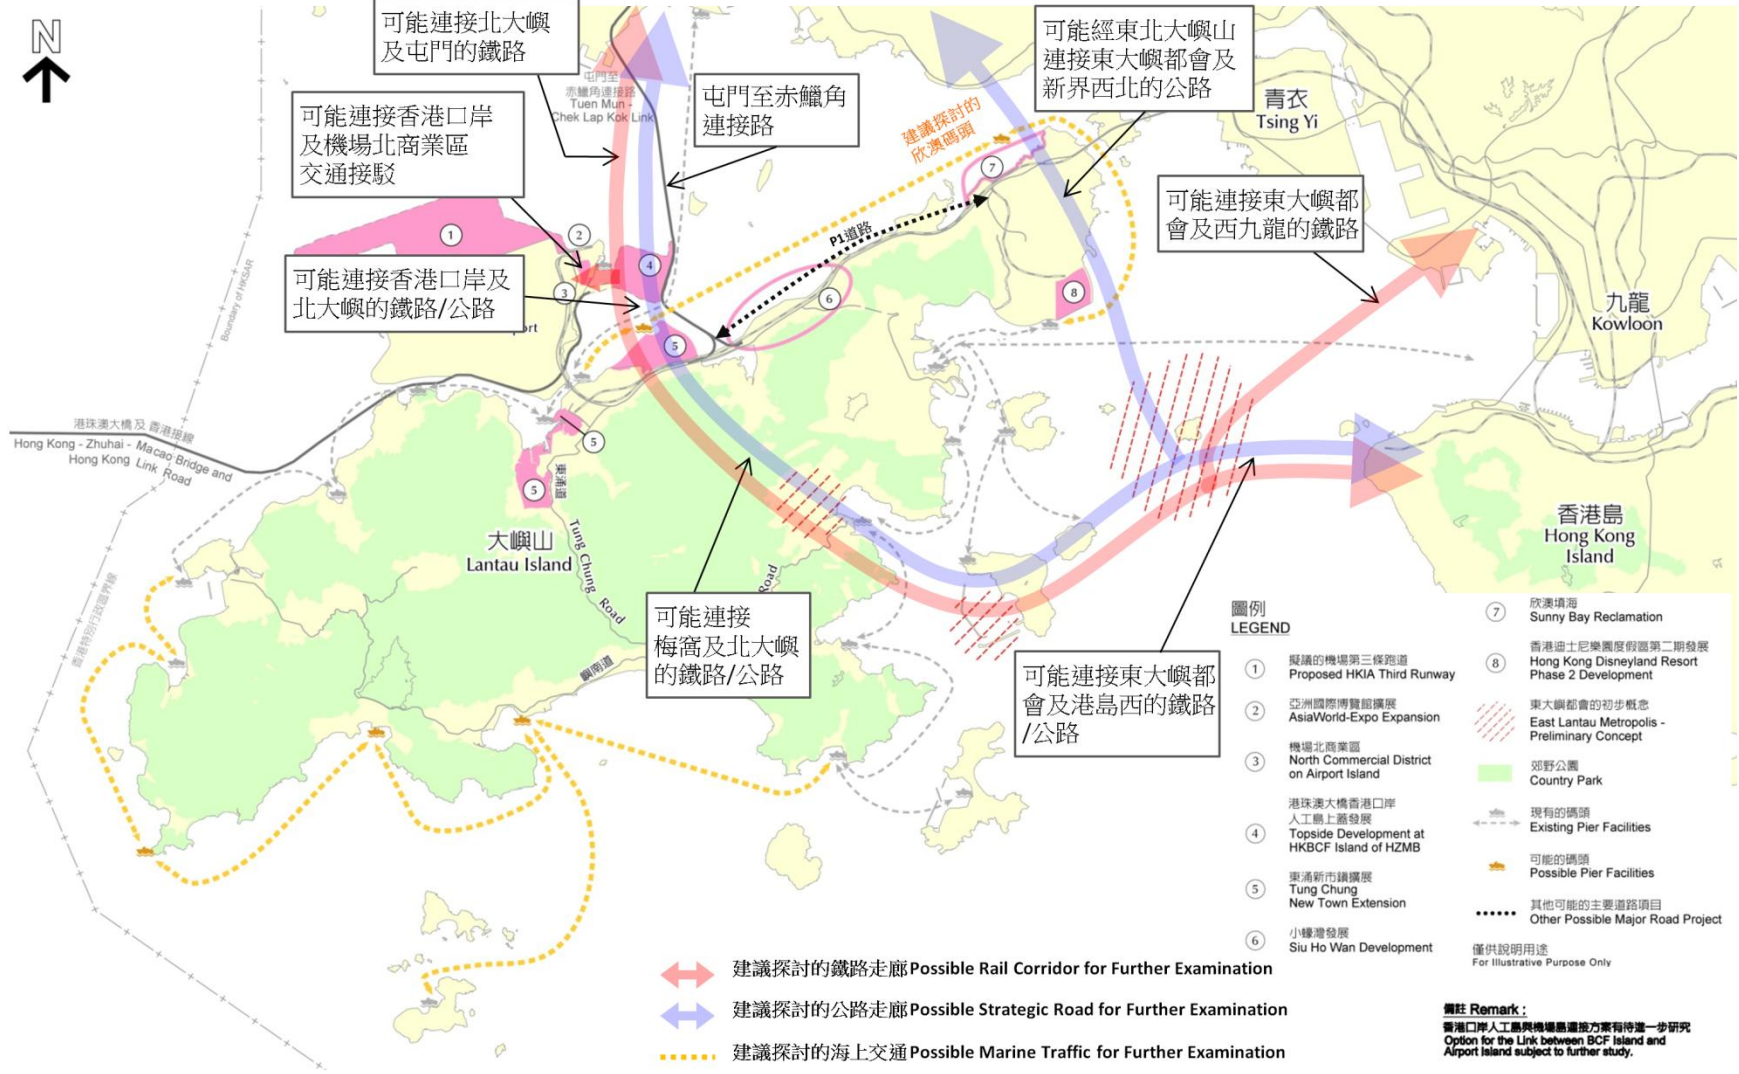 N
可能連接北大嶼
及屯門的鐵路
可能經東北大嶼山
連接東大嶼都會及
新界西北的公路
屯門至
赤鱲角連接路
Tuen Mun -
Chek Lap Kok Link
屯門至赤鱲角
連接路
可能連接香港口岸
及機場北商業區
交通接駁
建議探討的
欣澳碼頭
青衣
Tsing Yi
可能連接東大嶼都
會及西九龍的鐵路
7
P1道路
1
2
4
3
6
8
5
可能連接香港口岸及
北大嶼的鐵路/公路
port
Boundary of HKSAR
九龍
Kowloon
港珠澳大橋及香港接線
Hong Kong - Zhuhai - Macao Bridge and
Hong Kong Link Road
5
5
東涌道
大嶼山
Lantau Island
Tung Chung Road
香港島
Hong Kong
Island
香港特別行政區界線
可能連接
梅窩及北大嶼
的鐵路/公路
Road
嶼南道
可能連接東大嶼都
會及港島西的鐵路
/公路
圖例
LEGEND
1
擬議的機場第三條跑道
Proposed HKIA Third Runway
2
亞洲國際博覽館擴展
AsiaWorld-Expo Expansion
3
機場北商業區
North Commercial District
on Airport Island
4
港珠澳大橋香港口岸
人工島上蓋發展
Topside Development at
HKBCF Island of HZMB
5
東涌新市鎮擴展
Tung Chung
New Town Extension
6
小蠔灣發展
Siu Ho Wan Development
7
欣澳填海
Sunny Bay Reclamation
8
香港迪士尼樂園度假區第二期發展
Hong Kong Disneyland Resort
Phase 2 Development
東大嶼都會的初步概念
East Lantau Metropolis -
Preliminary Concept
郊野公園
Country Park
現有的碼頭
Existing Pier Facilities
可能的碼頭
Possible Pier Facilities
其他可能的主要道路項目
Other Possible Major Road Project
僅供說明用途
For Illustrative Purpose Only
建議探討的鐵路走廊Possible Rail Corridor for Further Examination
建議探討的公路走廊Possible Strategic Road for Further Examination
建議探討的海上交通Possible Marine Traffic for Further Examination
備註 Remark :
香港口岸人工島與機場島連接方案有待進一步研究
Option for the Link between BCF Island and
Airport Island subject to further study.